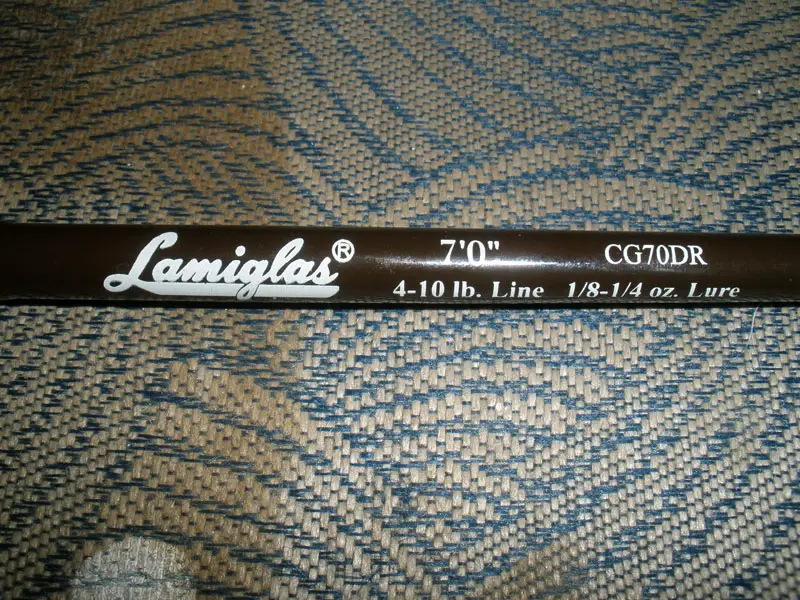 Lamiglas® 7'0" CG70DR
4-10 lb. Line 1/8-1/4 oz. Lure